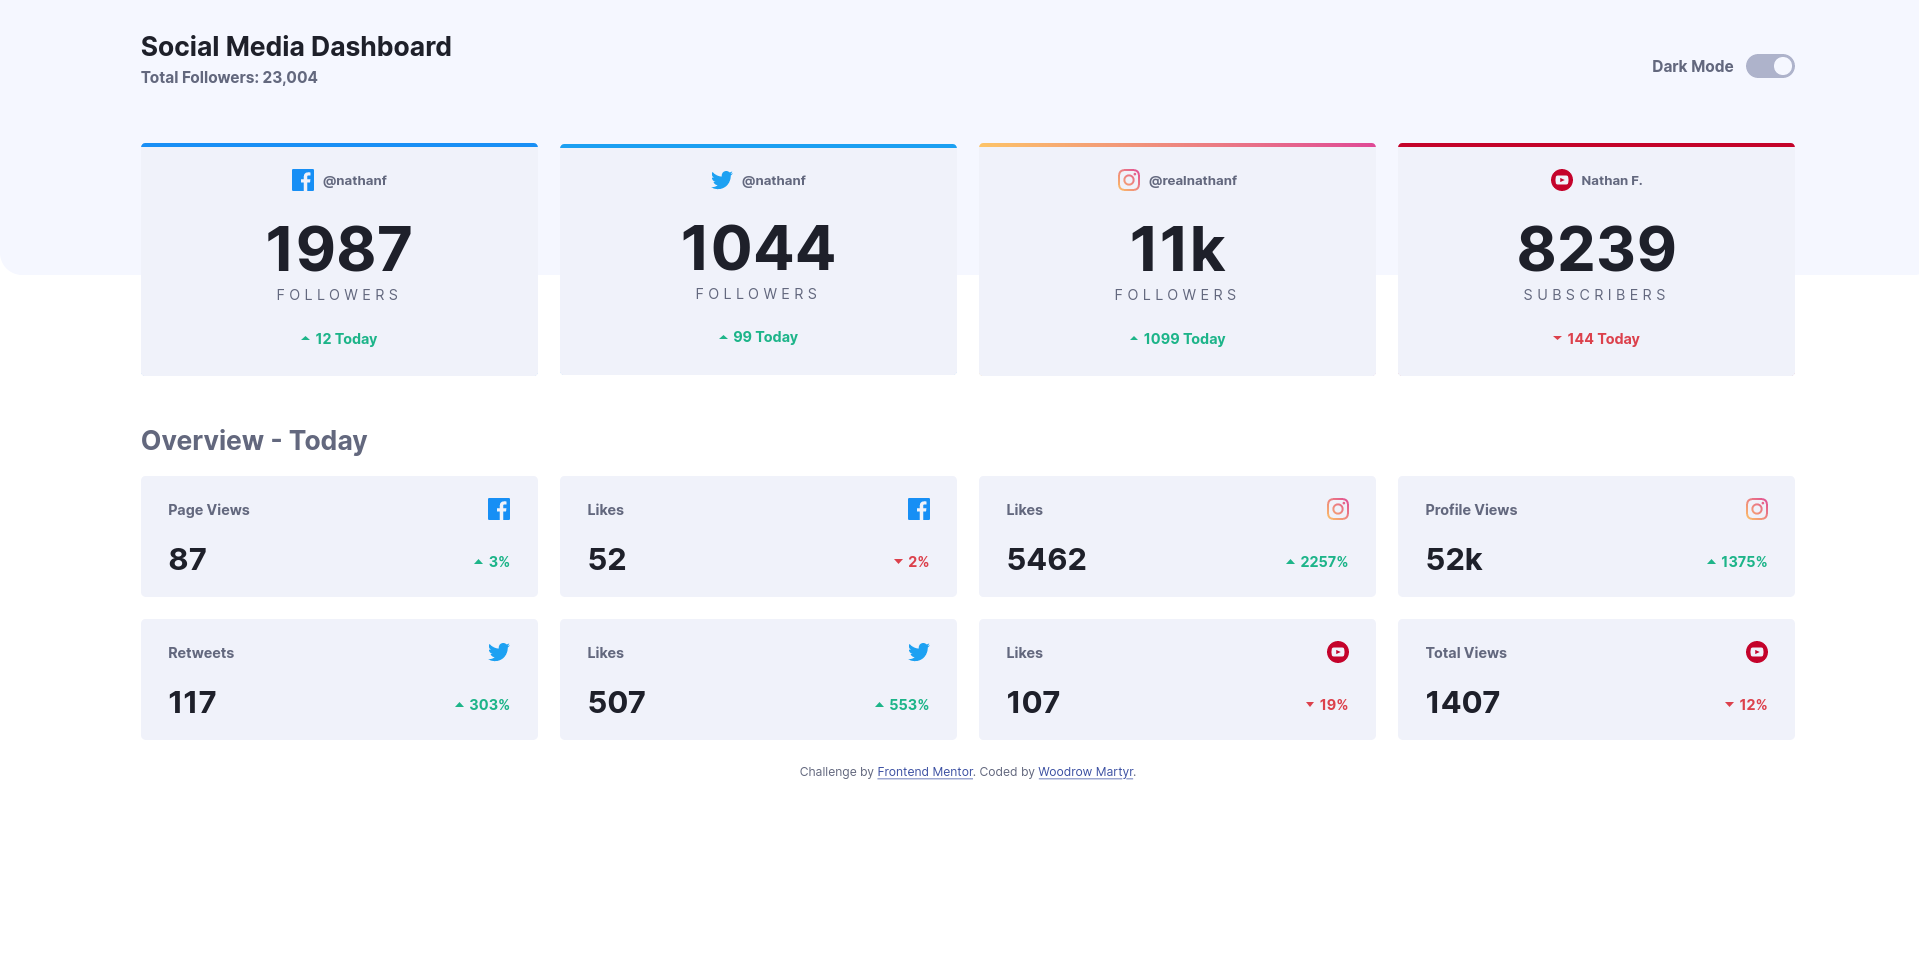 Social Media Dashboard
Total Followers: 23,004
Dark Mode
@nathanf
1987
FOLLOWERS
12 Today
@nathanf
1044
FOLLOWERS
99 Today
@realnathanf
11k
FOLLOWERS
1099 Today
Nathan F.
8239
SUBSCRIBERS
144 Today
Overview - Today
Page Views
87
3%
Likes
52
2%
Likes
5462
2257%
Profile Views
52k
1375%
Retweets
117
303%
Likes
507
553%
Likes
107
19%
Total Views
1407
12%
Challenge by Frontend Mentor. Coded by Woodrow Martyr.